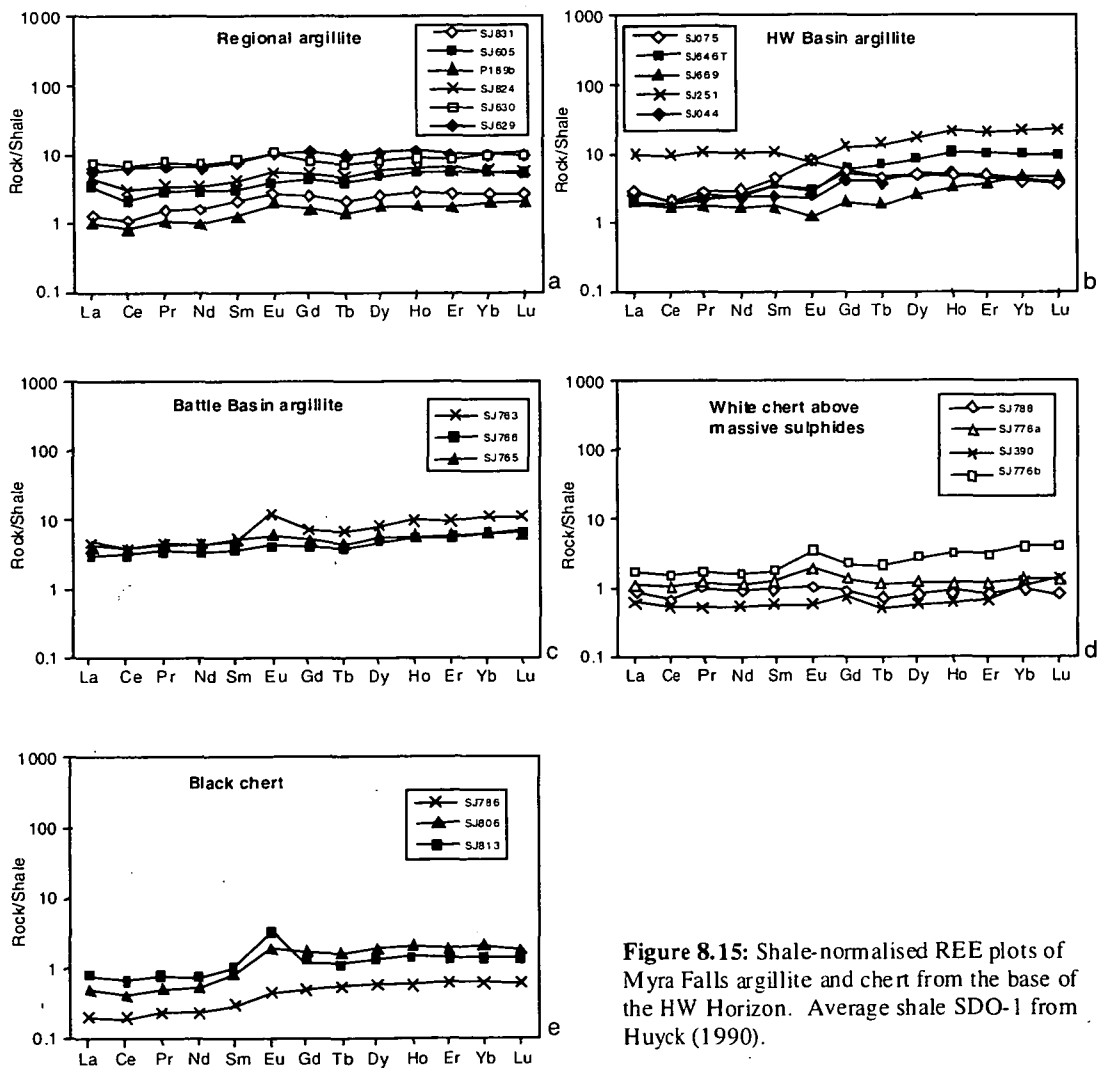 1000
100
10
1
0.1
Rock/Shale
Regional argillite
SJ831
SJ605
P189b
SJ824
SJ630
SJ629
La Ce Pr Nd Sm Eu Gd Tb Dy Ho Er Yb Lu
a
1000
100
10
1
0.1
Rock/Shale
HW Basin argillite
SJ075
SJ646T
SJ669
SJ251
SJ044
La Ce Pr Nd Sm Eu Gd Tb Dy Ho Er Yb Lu
b
1000
100
10
1
0.1
Rock/Shale
Battle Basin argillite
SJ763
SJ766
SJ765
La Ce Pr Nd Sm Eu Gd Tb Dy Ho Er Yb Lu
c
1000
100
10
1
0.1
Rock/Shale
White chert above
massive sulphides
SJ788
SJ776a
SJ390
SJ776b
La Ce Pr Nd Sm Eu Gd Tb Dy Ho Er Yb Lu
d
1000
100
10
1
0.1
Rock/Shale
Black chert
SJ786
SJ806
SJ813
La Ce Pr Nd Sm Eu Gd Tb Dy Ho Er Yb Lu
e
Figure 8.15: Shale-normalised REE plots of
Myra Falls argillite and chert from the base of
the HW Horizon. Average shale SDO-1 from
Huyck (1990).